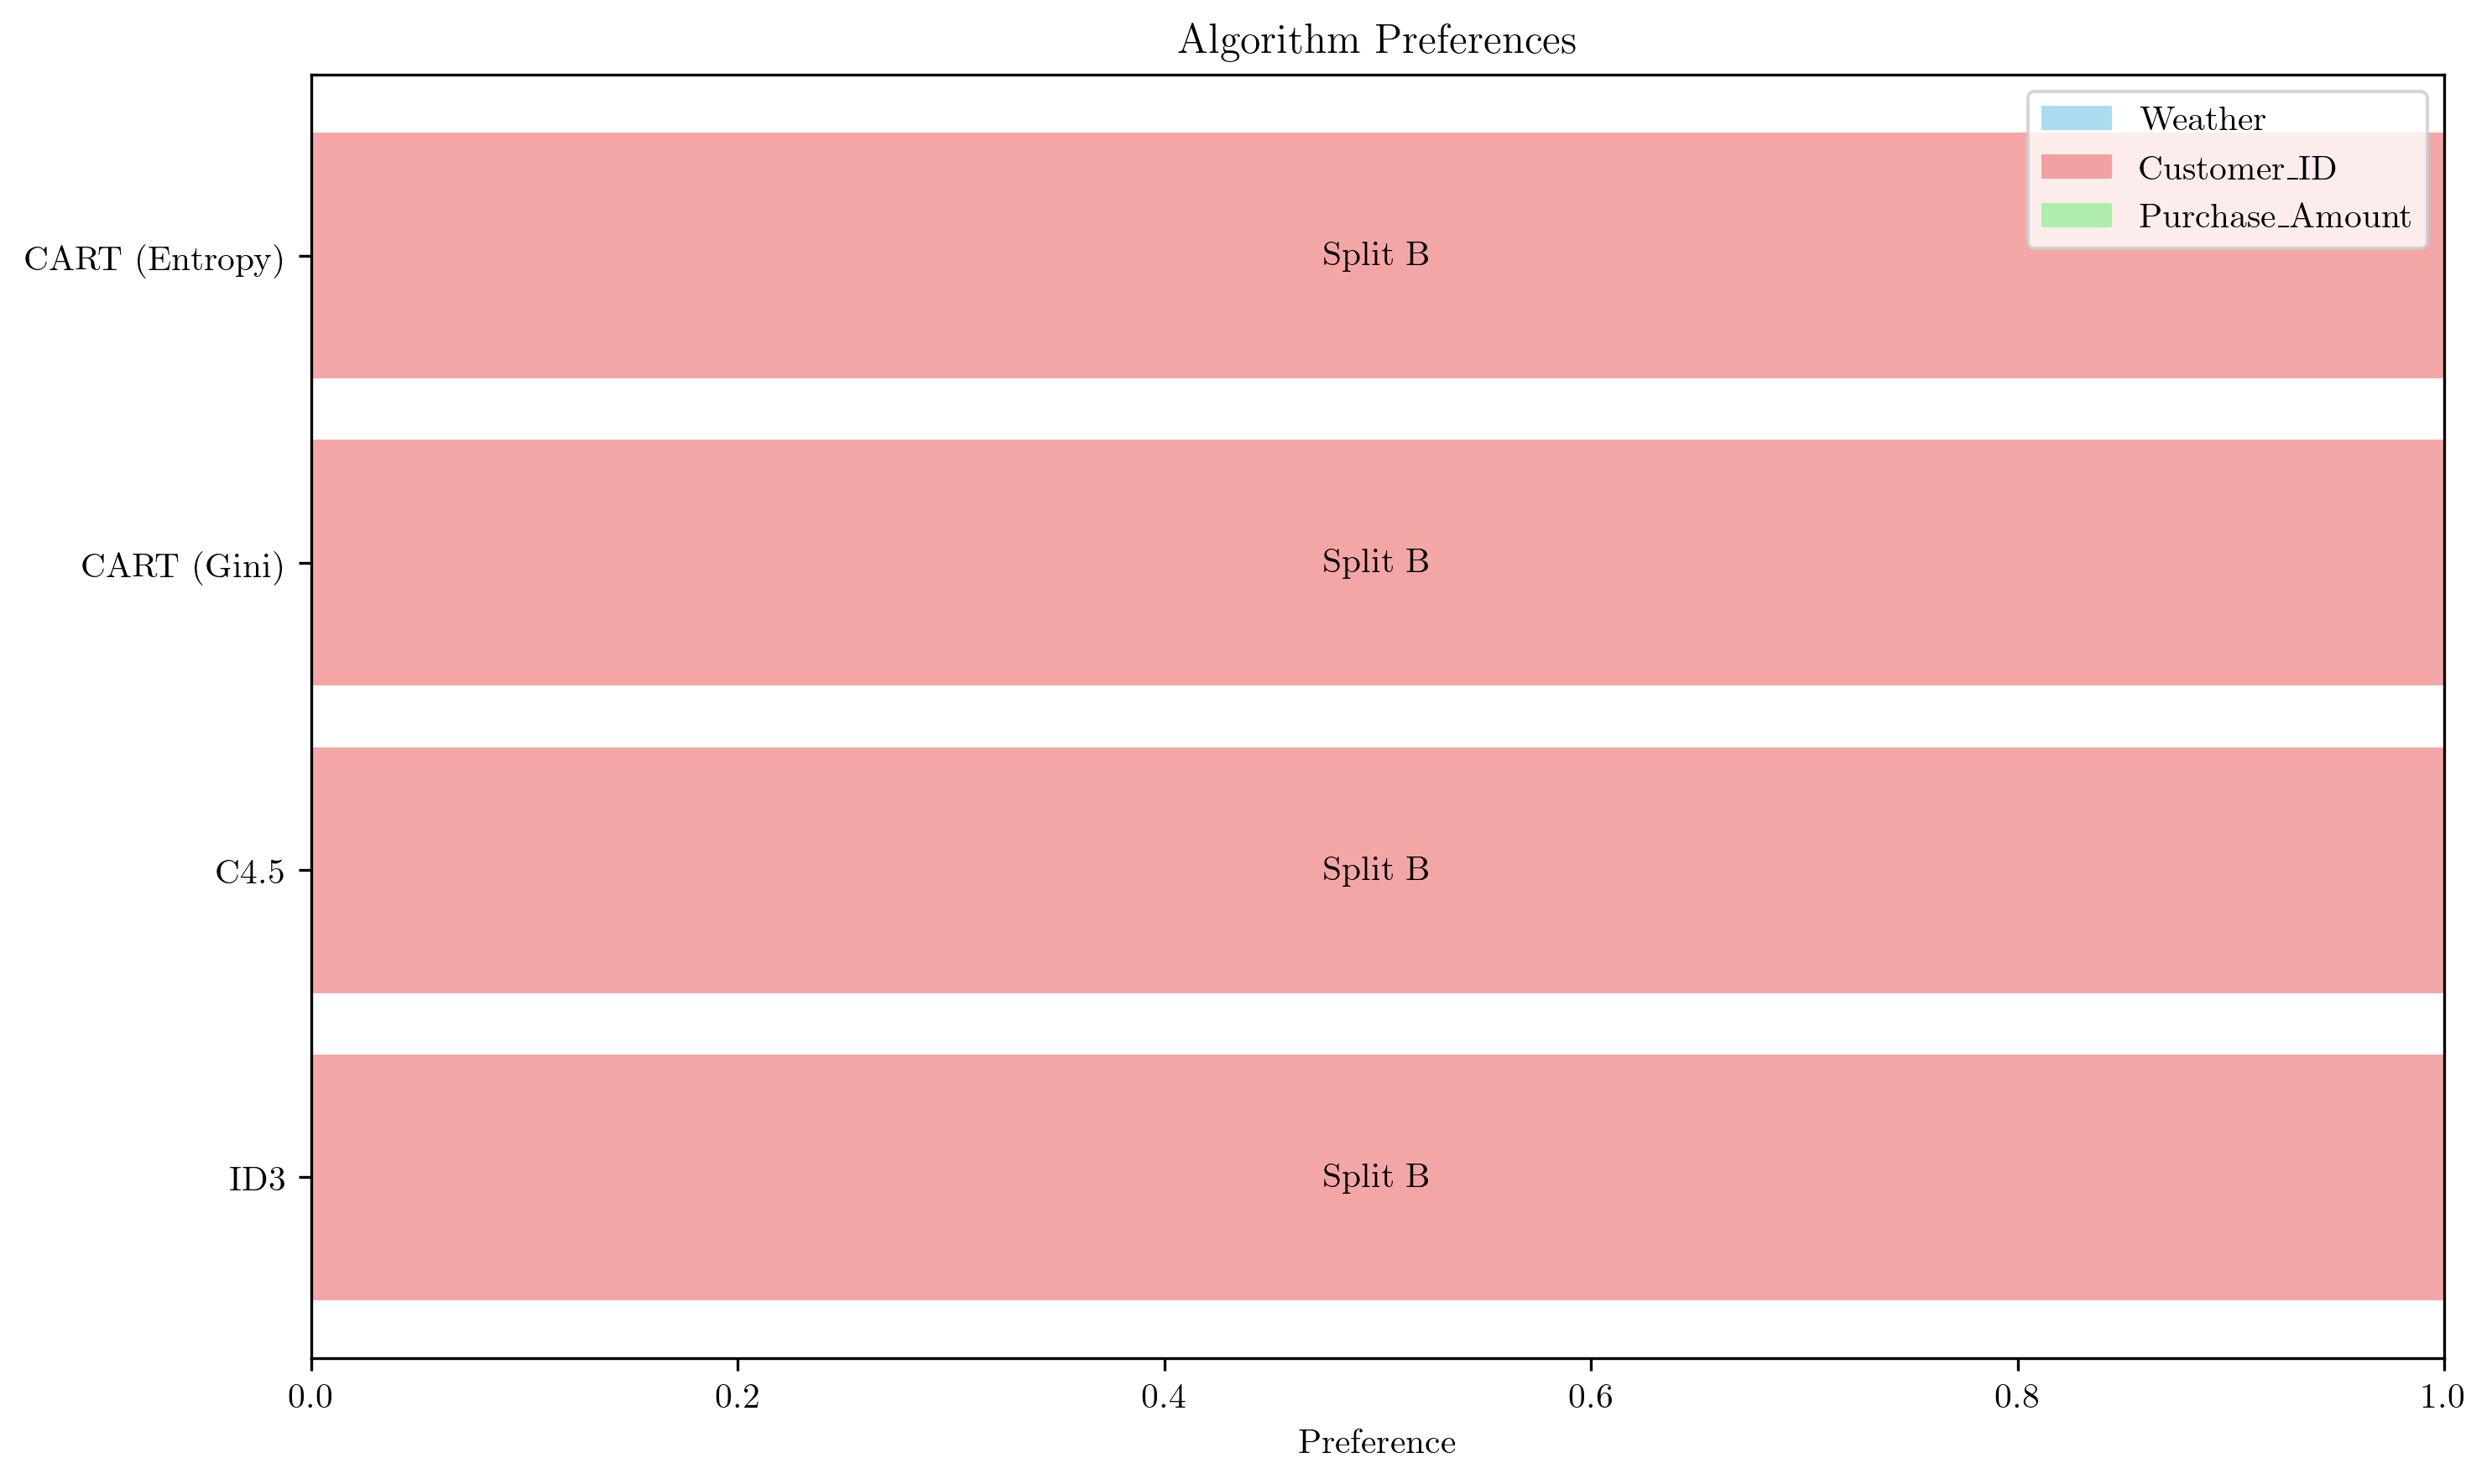 Algorithm Preferences
Weather
Customer_ID
Purchase_Amount
CART (Entropy)
Split B
CART (Gini)
Split B
C4.5
Split B
ID3
Split B
0.0 0.2 0.4 0.6 0.8 1.0
Preference